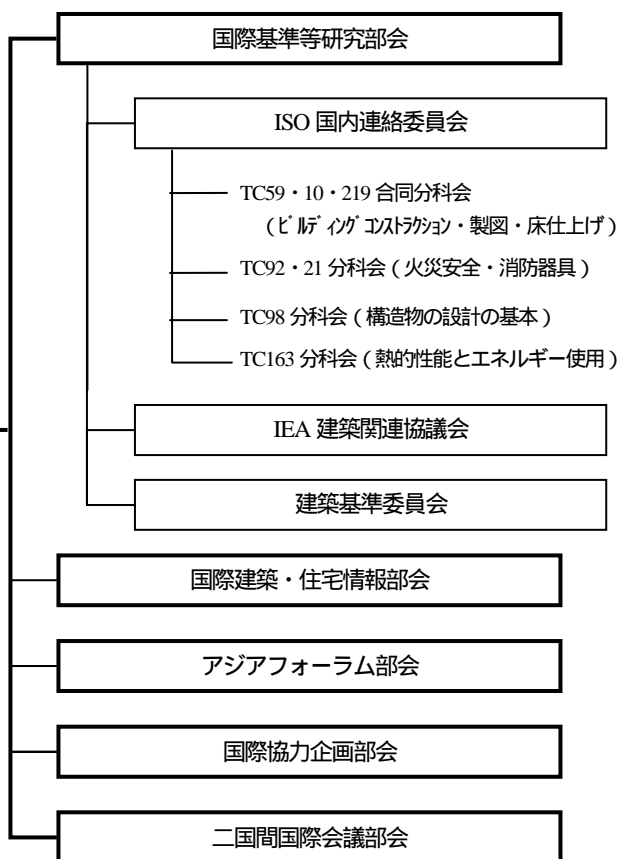 国際基準等研究部会
ISO 国内連絡委員会
TC59・10・219 合同分科会
(ﾋﾞﾙﾃﾞｨﾝｸﾞｺﾝｽﾄﾗｸｼｮﾝ・製図・床仕上げ)
TC92・21 分科会(火災安全・消防器具)
TC98 分科会(構造物の設計の基本)
TC163 分科会(熱的性能とエネルギー使用)
IEA 建築関連協議会
建築基準委員会
国際建築・住宅情報部会
アジアフォーラム部会
国際協力企画部会
二国間国際会議部会